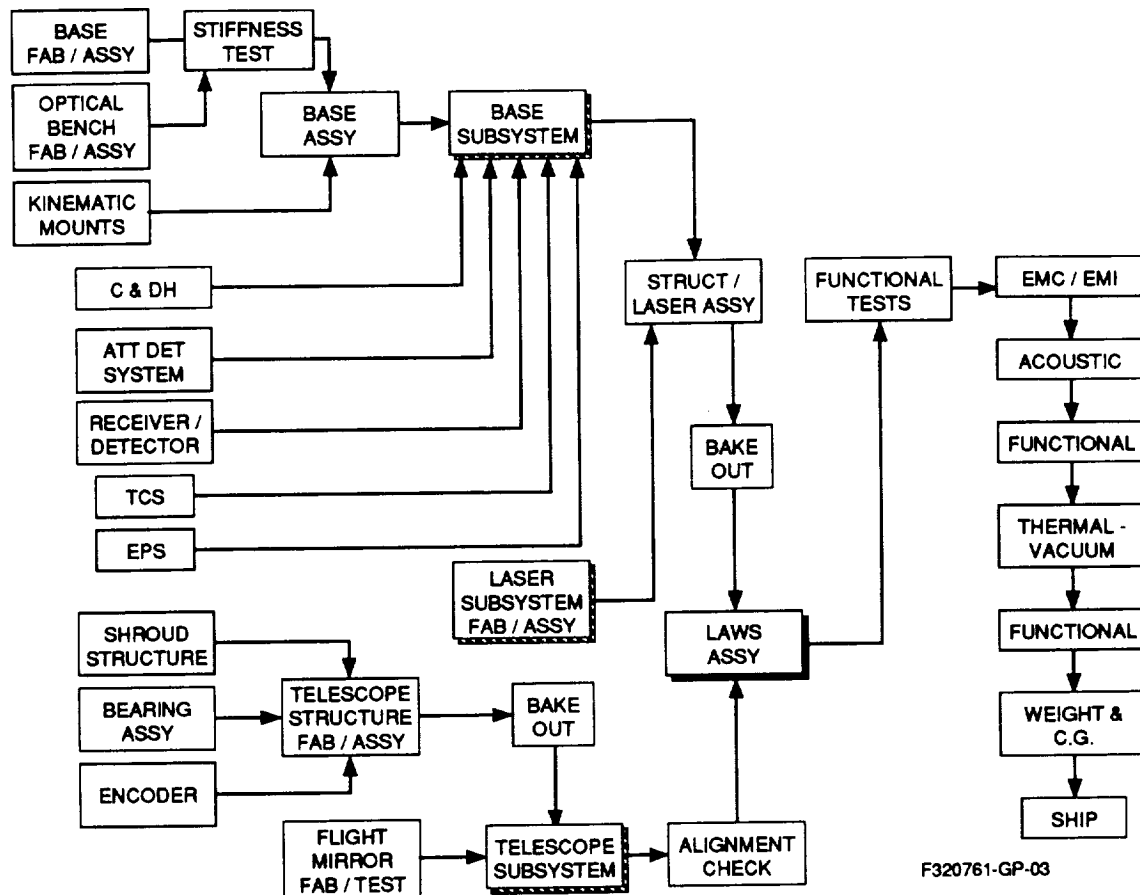 BASE
FAB / ASSY
STIFFNESS
TEST
OPTICAL
BENCH
FAB / ASSY
BASE
ASSY
BASE
SUBSYSTEM
KINEMATIC
MOUNTS
C & DH
ATT DET
SYSTEM
RECEIVER /
DETECTOR
TCS
EPS
STRUCT /
LASER ASSY
BAKE
OUT
LASER
SUBSYSTEM
FAB / ASSY
LAWS
ASSY
SHROUD
STRUCTURE
BEARING
ASSY
ENCODER
TELESCOPE
STRUCTURE
FAB / ASSY
BAKE
OUT
FLIGHT
MIRROR
FAB / TEST
TELESCOPE
SUBSYSTEM
ALIGNMENT
CHECK
FUNCTIONAL
TESTS
EMC / EMI
ACOUSTIC
FUNCTIONAL
THERMAL -
VACUUM
FUNCTIONAL
WEIGHT &
C.G.
SHIP
F320761-GP-03